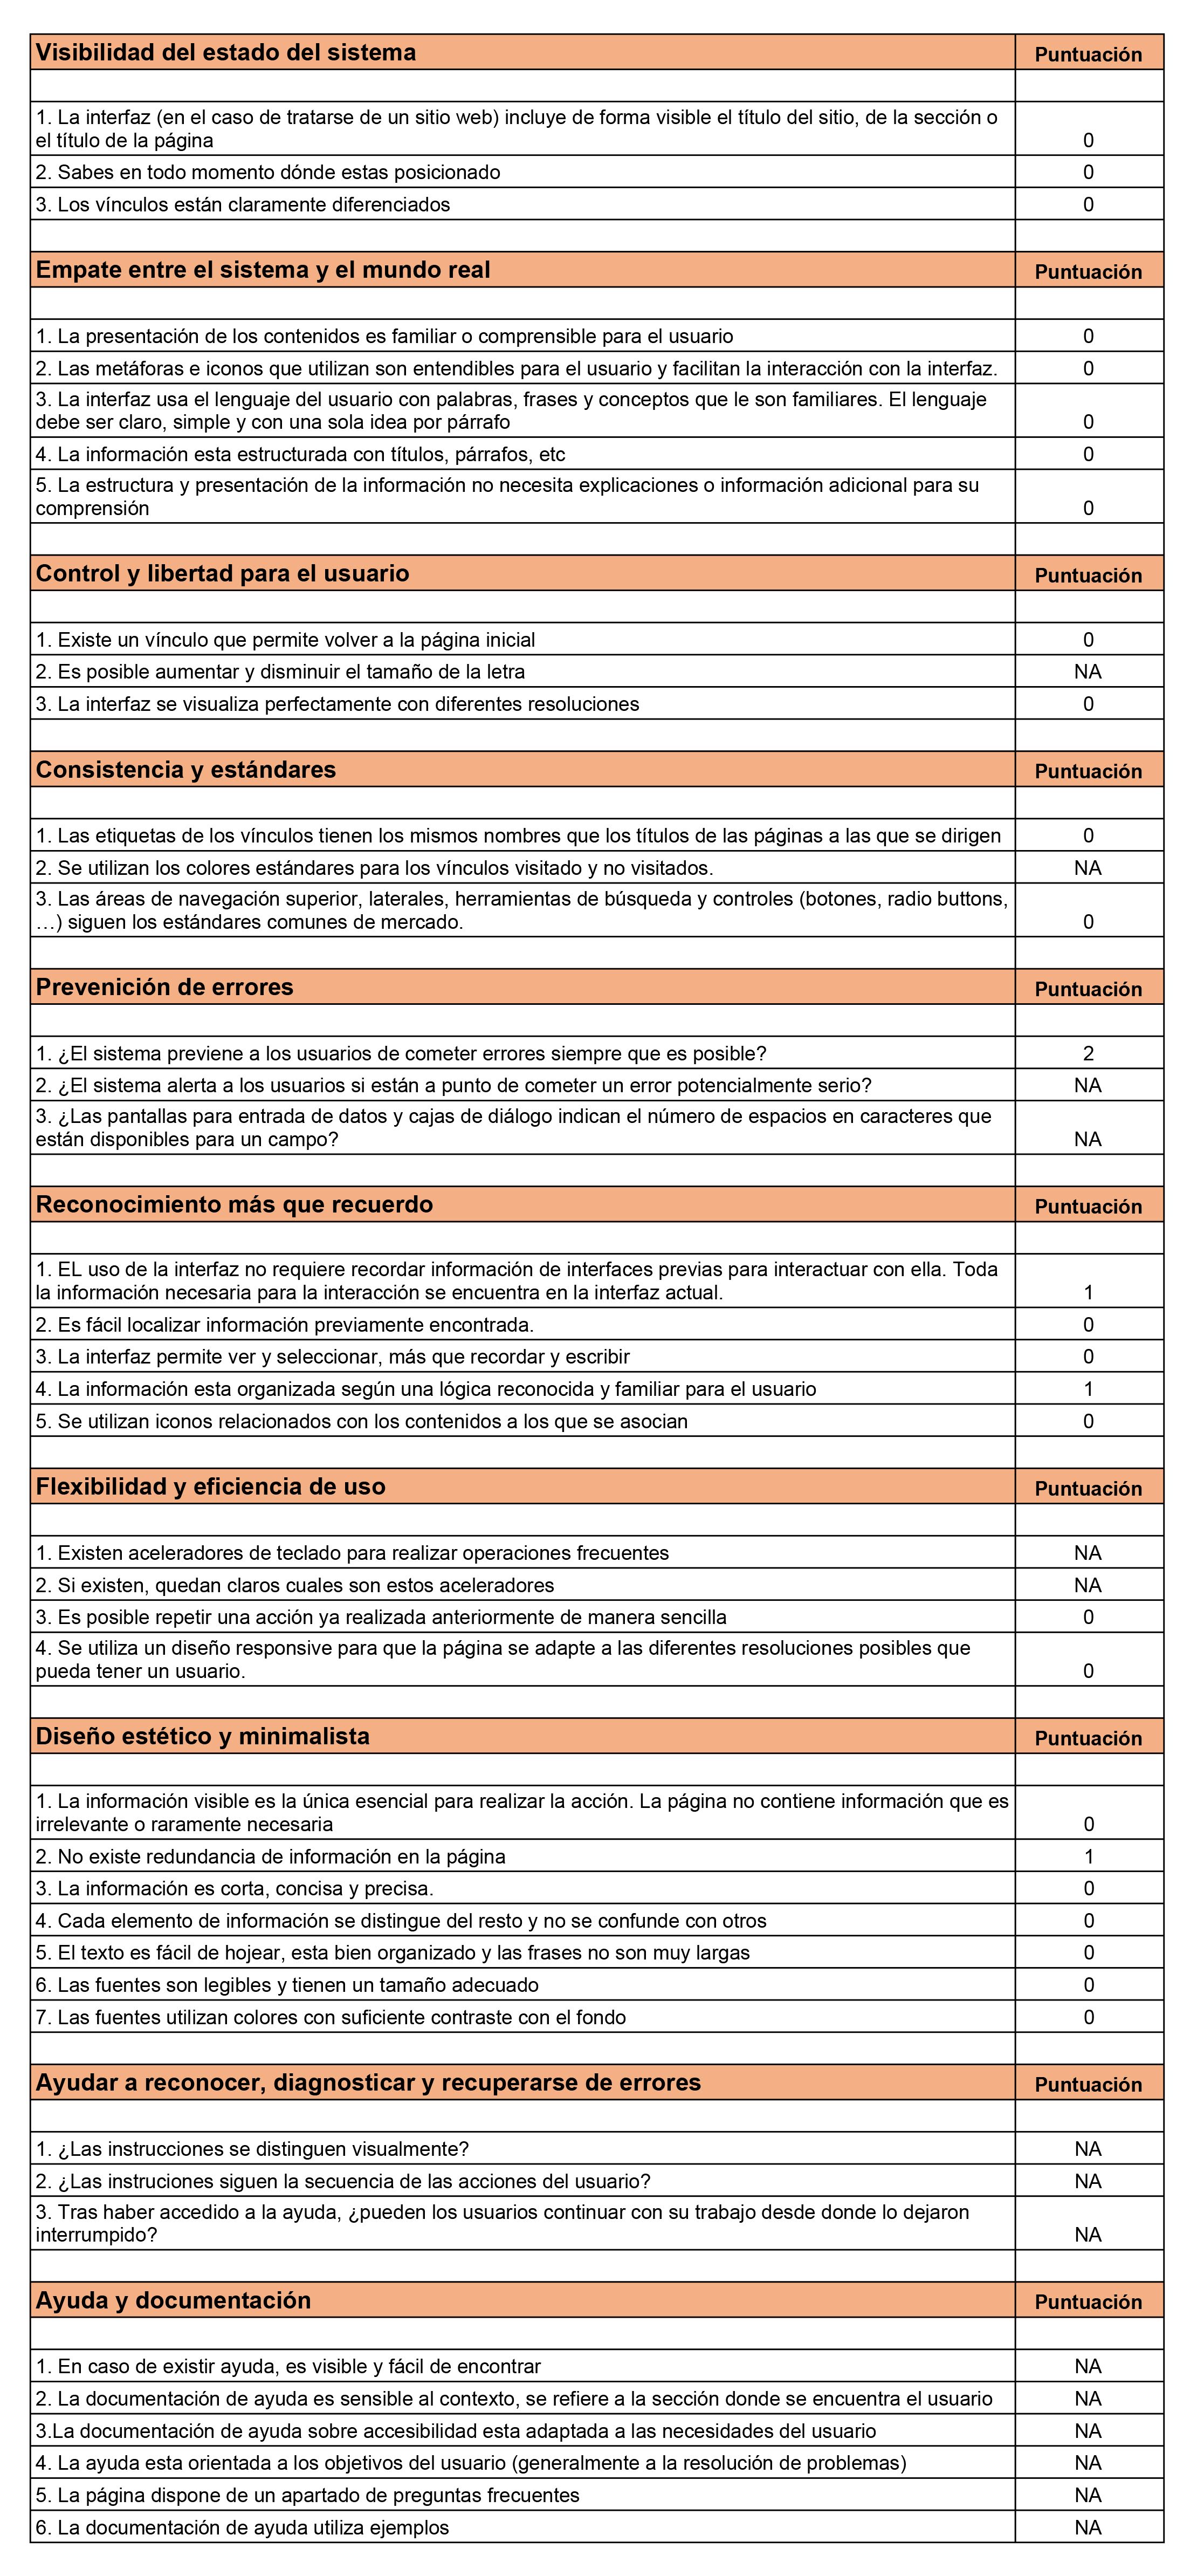 Visibilidad del estado del sistema Puntuación
1. La interfaz (en el caso de tratarse de un sitio web) incluye de forma visible el título del sitio, de la sección o
el título de la página 0
2. Sabes en todo momento dónde estas posicionado 0
3. Los vínculos están claramente diferenciados 0
Empate entre el sistema y el mundo real Puntuación
1. La presentación de los contenidos es familiar o comprensible para el usuario 0
2. Las metáforas e iconos que utilizan son entendibles para el usuario y facilitan la interacción con la interfaz. 0
3. La interfaz usa el lenguaje del usuario con palabras, frases y conceptos que le son familiares. El lenguaje
debe ser claro, simple y con una sola idea por párrafo 0
4. La información esta estructurada con títulos, párrafos, etc 0
5. La estructura y presentación de la información no necesita explicaciones o información adicional para su
comprensión 0
Control y libertad para el usuario Puntuación
1. Existe un vínculo que permite volver a la página inicial 0
2. Es posible aumentar y disminuir el tamaño de la letra NA
3. La interfaz se visualiza perfectamente con diferentes resoluciones 0
Consistencia y estándares Puntuación
1. Las etiquetas de los vínculos tienen los mismos nombres que los títulos de las páginas a las que se dirigen 0
2. Se utilizan los colores estándares para los vínculos visitado y no visitados. NA
3. Las áreas de navegación superior, laterales, herramientas de búsqueda y controles (botones, radio buttons,
…) siguen los estándares comunes de mercado. 0
Prevenición de errores Puntuación
1. ¿El sistema previene a los usuarios de cometer errores siempre que es posible? 2
2. ¿El sistema alerta a los usuarios si están a punto de cometer un error potencialmente serio? NA
3. ¿Las pantallas para entrada de datos y cajas de diálogo indican el número de espacios en caracteres que
están disponibles para un campo? NA
Reconocimiento más que recuerdo Puntuación
1. EL uso de la interfaz no requiere recordar información de interfaces previas para interactuar con ella. Toda
la información necesaria para la interacción se encuentra en la interfaz actual. 1
2. Es fácil localizar información previamente encontrada. 0
3. La interfaz permite ver y seleccionar, más que recordar y escribir 0
4. La información esta organizada según una lógica reconocida y familiar para el usuario 1
5. Se utilizan iconos relacionados con los contenidos a los que se asocian 0
Flexibilidad y eficiencia de uso Puntuación
1. Existen aceleradores de teclado para realizar operaciones frecuentes NA
2. Si existen, quedan claros cuales son estos aceleradores NA
3. Es posible repetir una acción ya realizada anteriormente de manera sencilla 0
4. Se utiliza un diseño responsive para que la página se adapte a las diferentes resoluciones posibles que
pueda tener un usuario. 0
Diseño estético y minimalista Puntuación
1. La información visible es la única esencial para realizar la acción. La página no contiene información que es
irrelevante o raramente necesaria 0
2. No existe redundancia de información en la página 1
3. La información es corta, concisa y precisa. 0
4. Cada elemento de información se distingue del resto y no se confunde con otros 0
5. El texto es fácil de hojear, esta bien organizado y las frases no son muy largas 0
6. Las fuentes son legibles y tienen un tamaño adecuado 0
7. Las fuentes utilizan colores con suficiente contraste con el fondo 0
Ayudar a reconocer, diagnosticar y recuperarse de errores Puntuación
1. ¿Las instrucciones se distinguen visualmente? NA
2. ¿Las instruciones siguen la secuencia de las acciones del usuario? NA
3. Tras haber accedido a la ayuda, ¿pueden los usuarios continuar con su trabajo desde donde lo dejaron
interrumpido? NA
Ayuda y documentación Puntuación
1. En caso de existir ayuda, es visible y fácil de encontrar NA
2. La documentación de ayuda es sensible al contexto, se refiere a la sección donde se encuentra el usuario NA
3.La documentación de ayuda sobre accesibilidad esta adaptada a las necesidades del usuario NA
4. La ayuda esta orientada a los objetivos del usuario (generalmente a la resolución de problemas) NA
5. La página dispone de un apartado de preguntas frecuentes NA
6. La documentación de ayuda utiliza ejemplos NA